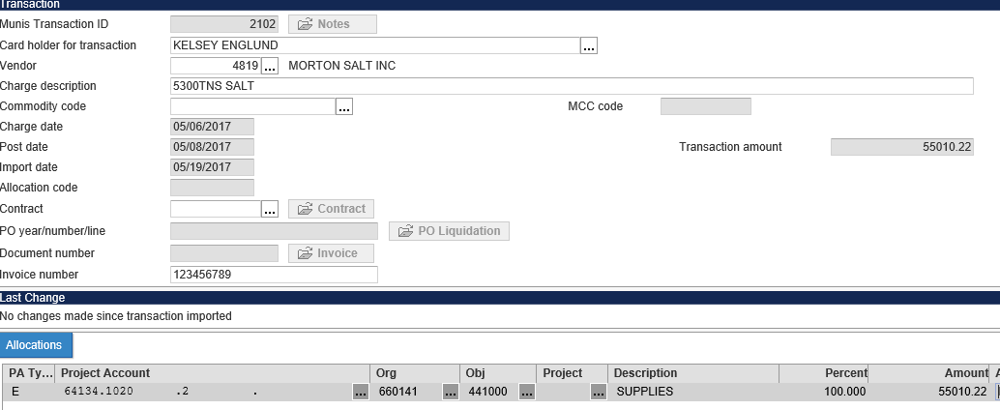 Transaction
Munis Transaction ID 2102 Notes
Card holder for transaction KELSEY ENGLUND ...
Vendor 4819 ... MORTON SALT INC
Charge description 5300TNS SALT
Commodity code ... MCC code
Charge date 05/06/2017
Post date 05/08/2017 Transaction amount 55010.22
Import date 05/19/2017
Allocation code
Contract ... Contract
PO year/number/line PO Liquidation
Document number Invoice
Invoice number 123456789
Last Change
No changes made since transaction imported
Allocations
PA Ty... Project Account Org Obj Project Description Percent Amount A
E 64134.1020 .2 . ... 660141 ... 441000 ... ... SUPPLIES 100.000 55010.22